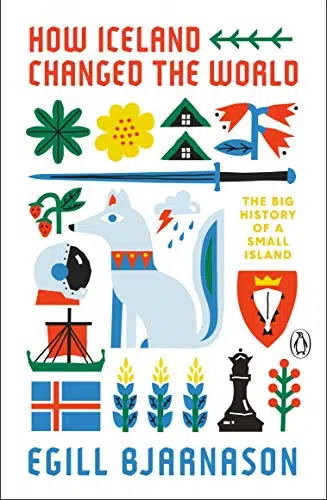 HOW ICELAND
CHANGED THE WORLD
THE BIG
HISTORY
OF A
SMALL
ISLAND
EGILL BJARNASON